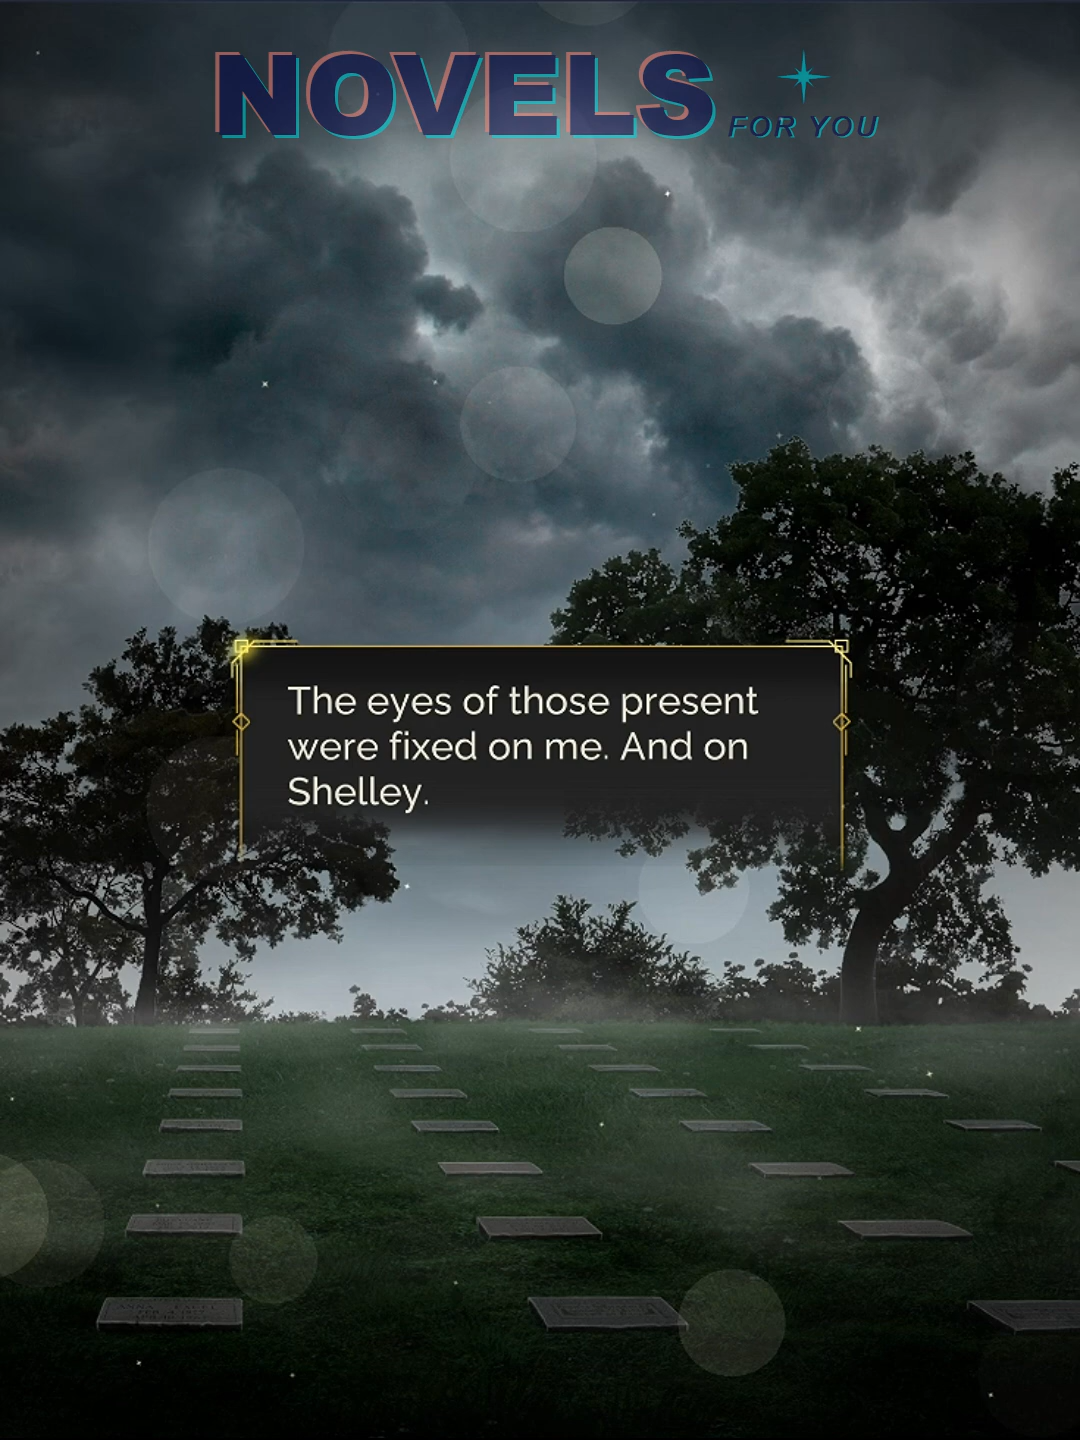 NOVELS
FOR YOU
The eyes of those present
were fixed on me. And on
Shelley.